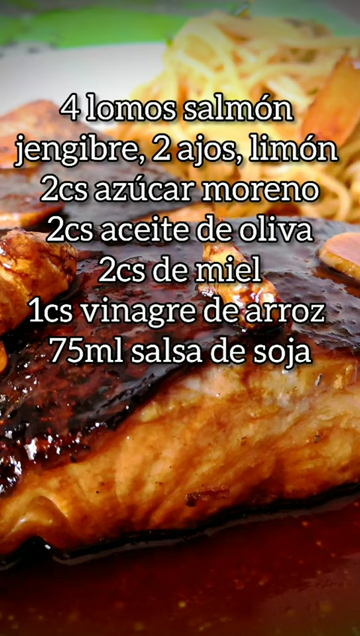 4 lomos salmón
jengibre, 2 ajos, limón
2cs azúcar moreno
2cs aceite de oliva
2cs de miel
1cs vinagre de arroz
75ml salsa de soja